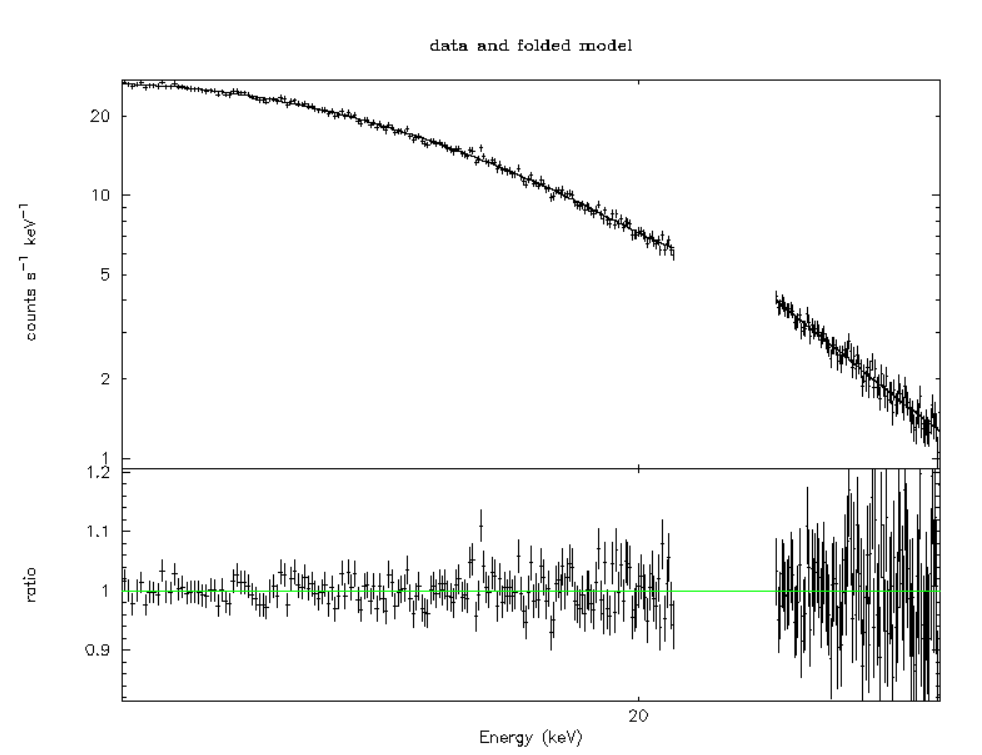 data and folded model
20
10
5
2
1
counts s⁻¹ keV⁻¹
1.2
1.1
1
0.9
ratio
20
Energy (keV)